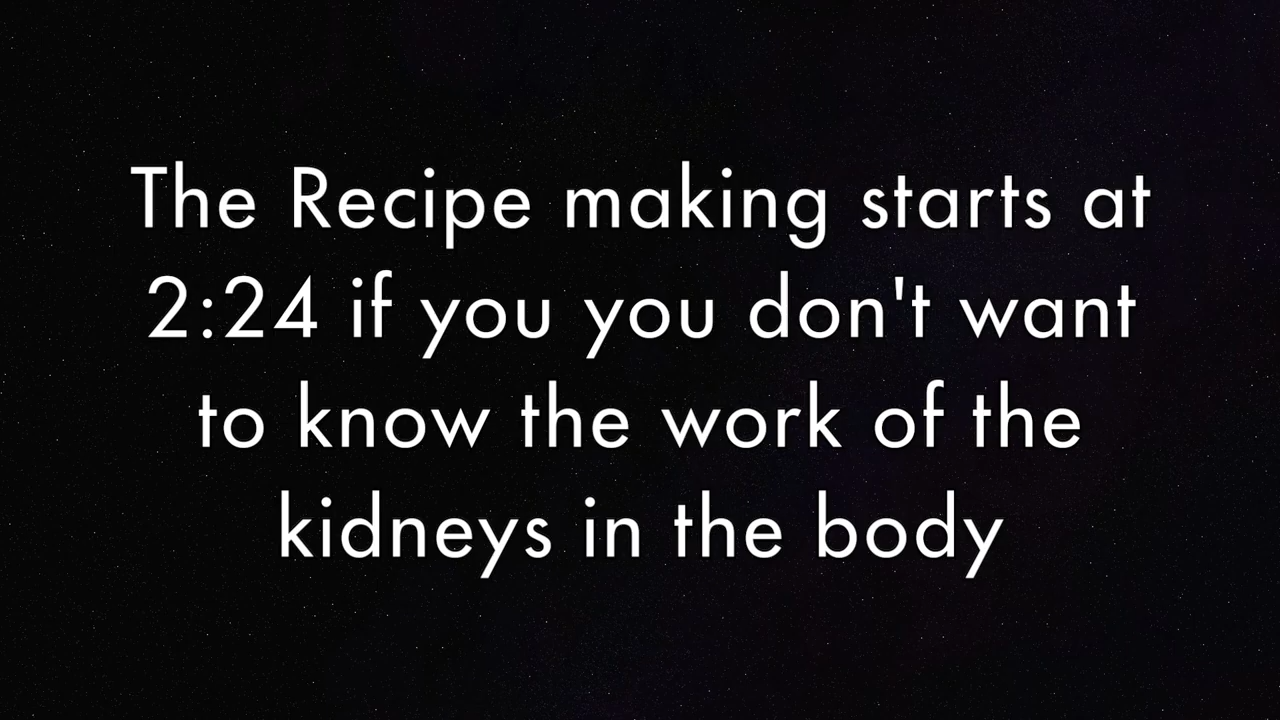 The Recipe making starts at
2:24 if you you don't want
to know the work of the
kidneys in the body